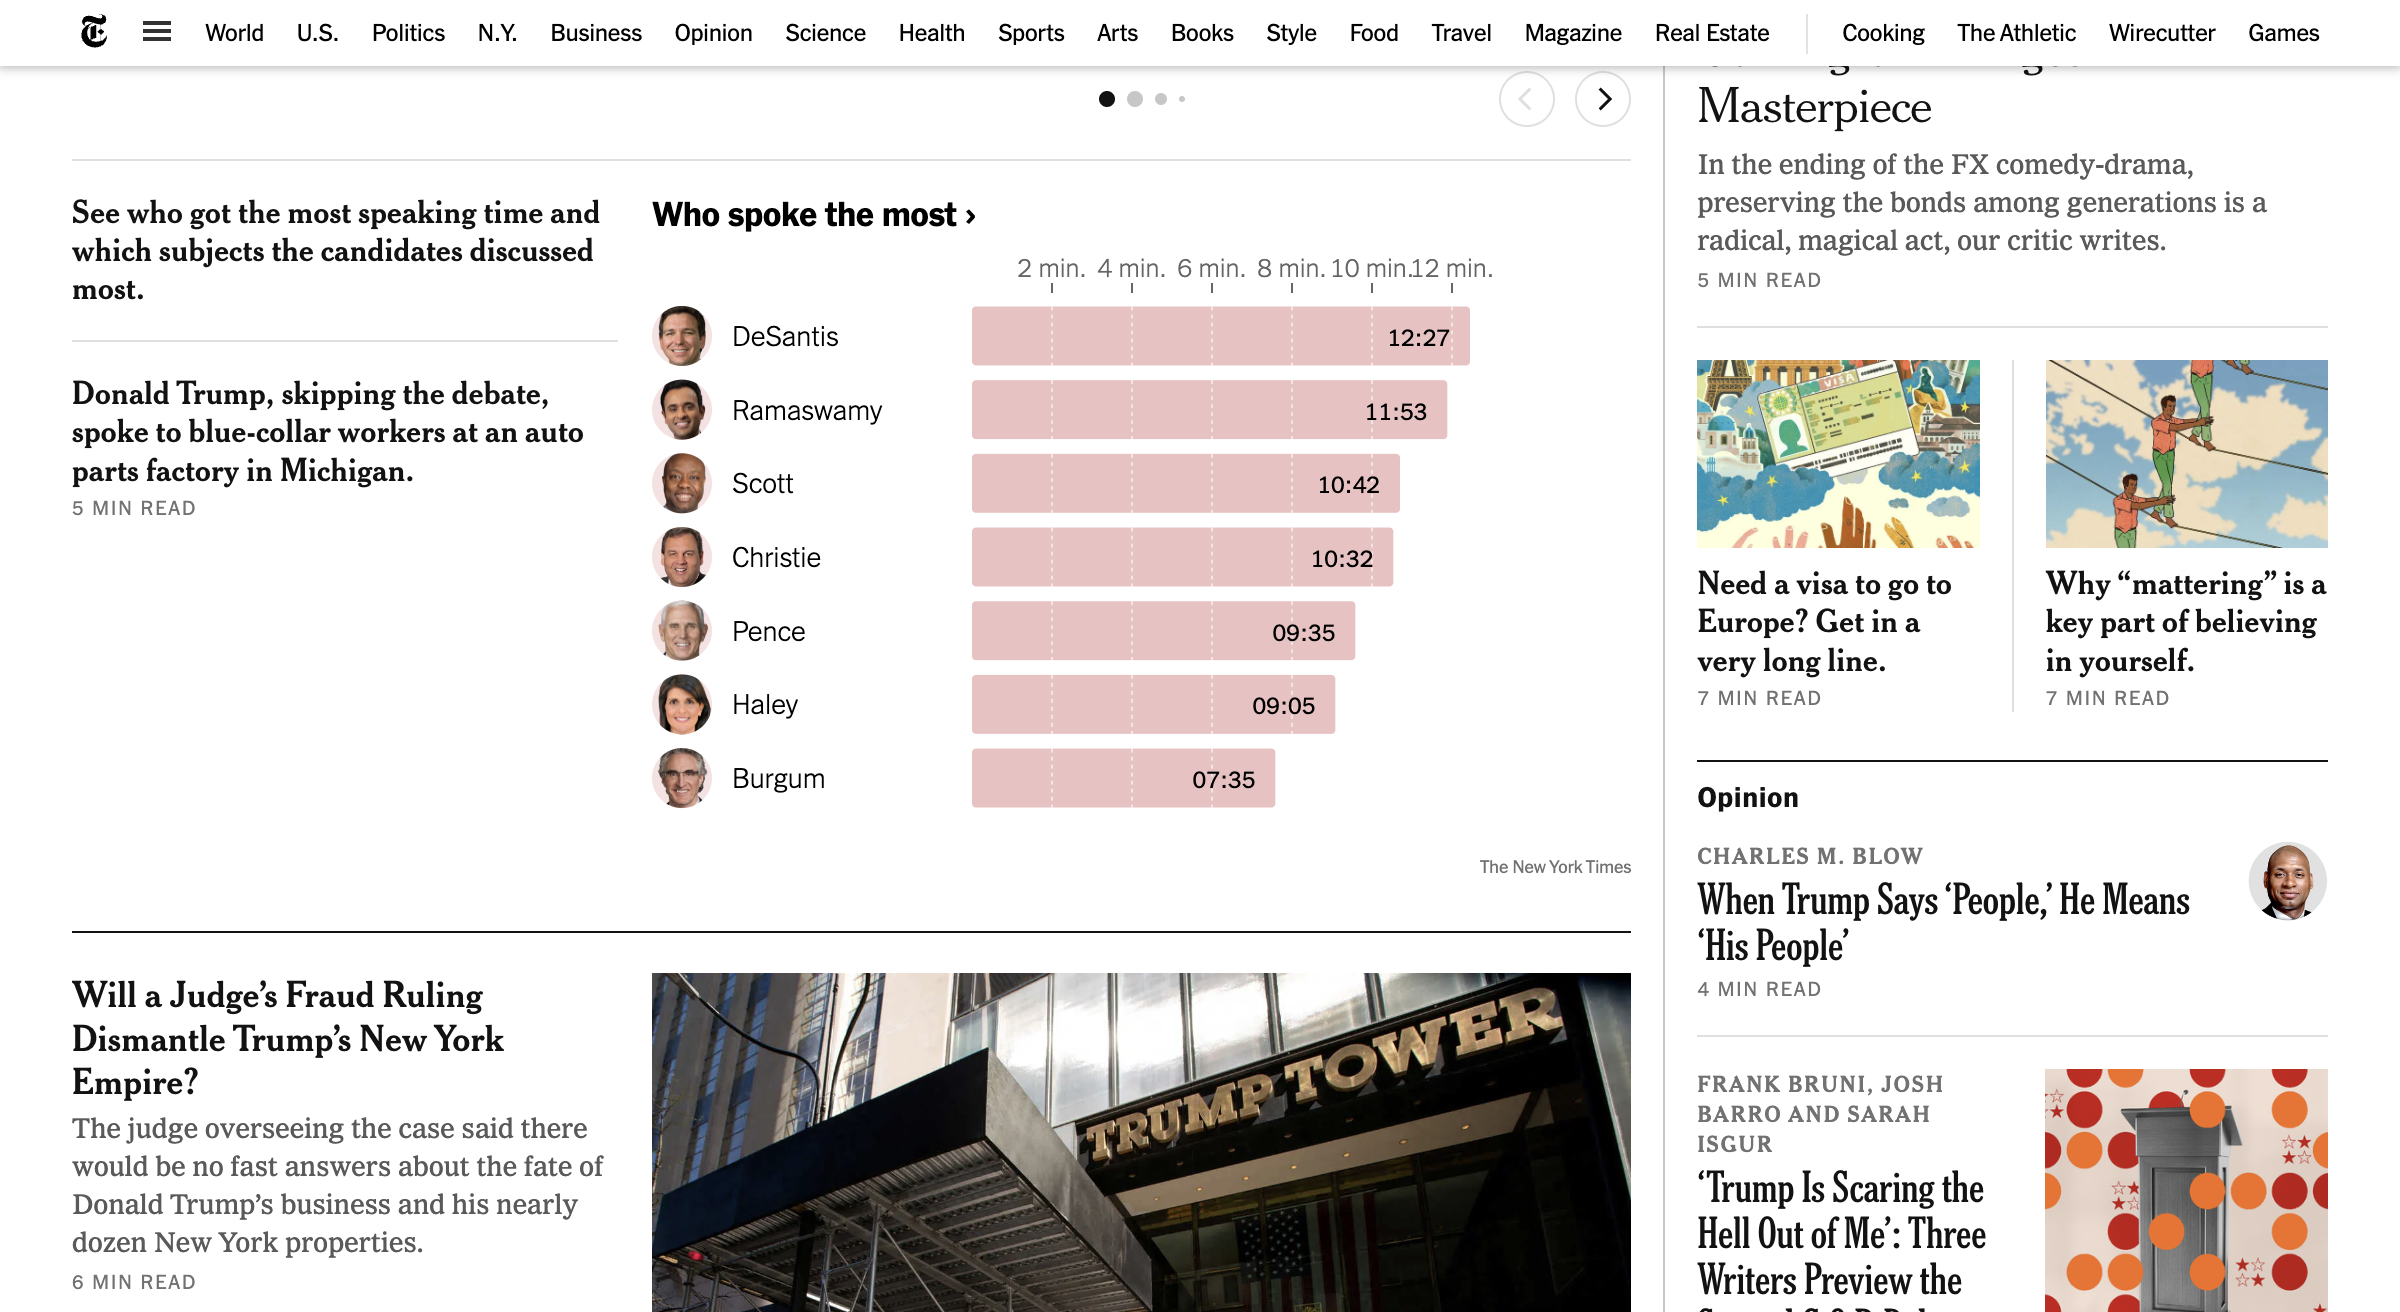 World U.S. Politics N.Y. Business Opinion Science Health Sports Arts Books Style Food Travel Magazine Real Estate Cooking The Athletic Wirecutter Games
See who got the most speaking time and
which subjects the candidates discussed
most.
Donald Trump, skipping the debate,
spoke to blue-collar workers at an auto
parts factory in Michigan.
5 MIN READ
Who spoke the most ›
2 min. 4 min. 6 min. 8 min. 10 min. 12 min.
DeSantis 12:27
Ramaswamy 11:53
Scott 10:42
Christie 10:32
Pence 09:35
Haley 09:05
Burgum 07:35
The New York Times
Will a Judge’s Fraud Ruling
Dismantle Trump’s New York
Empire?
The judge overseeing the case said there
would be no fast answers about the fate of
Donald Trump’s business and his nearly
dozen New York properties.
6 MIN READ
TRUMP TOWER
Masterpiece
In the ending of the FX comedy-drama,
preserving the bonds among generations is a
radical, magical act, our critic writes.
5 MIN READ
VISA
Need a visa to go to
Europe? Get in a
very long line.
7 MIN READ
Why “mattering” is a
key part of believing
in yourself.
7 MIN READ
Opinion
CHARLES M. BLOW
When Trump Says ‘People,’ He Means
‘His People’
4 MIN READ
FRANK BRUNI, JOSH
BARRO AND SARAH
ISGUR
‘Trump Is Scaring the
Hell Out of Me’: Three
Writers Preview the